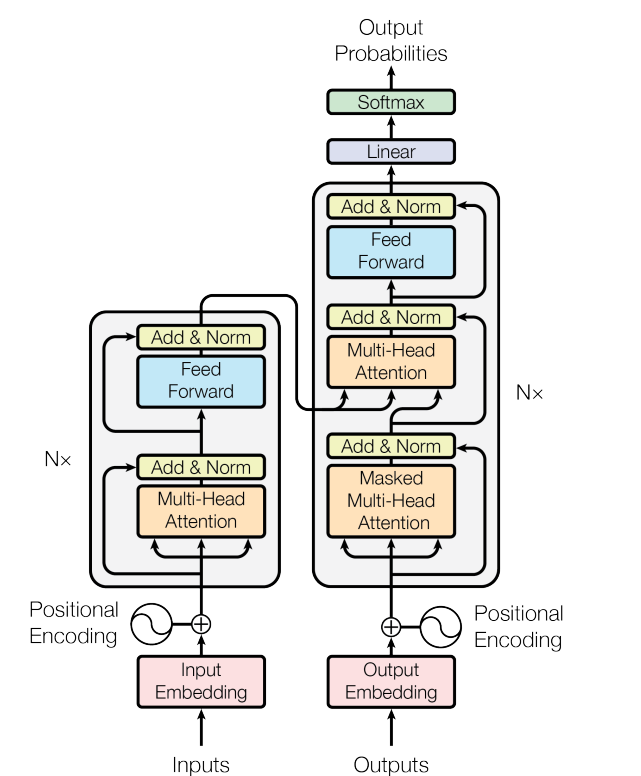 Output
Probabilities
Softmax
Linear
Add & Norm
Feed
Forward
Add & Norm
Multi-Head
Attention
Add & Norm
Masked
Multi-Head
Attention
N×
Add & Norm
Feed
Forward
Add & Norm
Multi-Head
Attention
N×
Positional
Encoding
Positional
Encoding
Input
Embedding
Output
Embedding
Inputs
Outputs